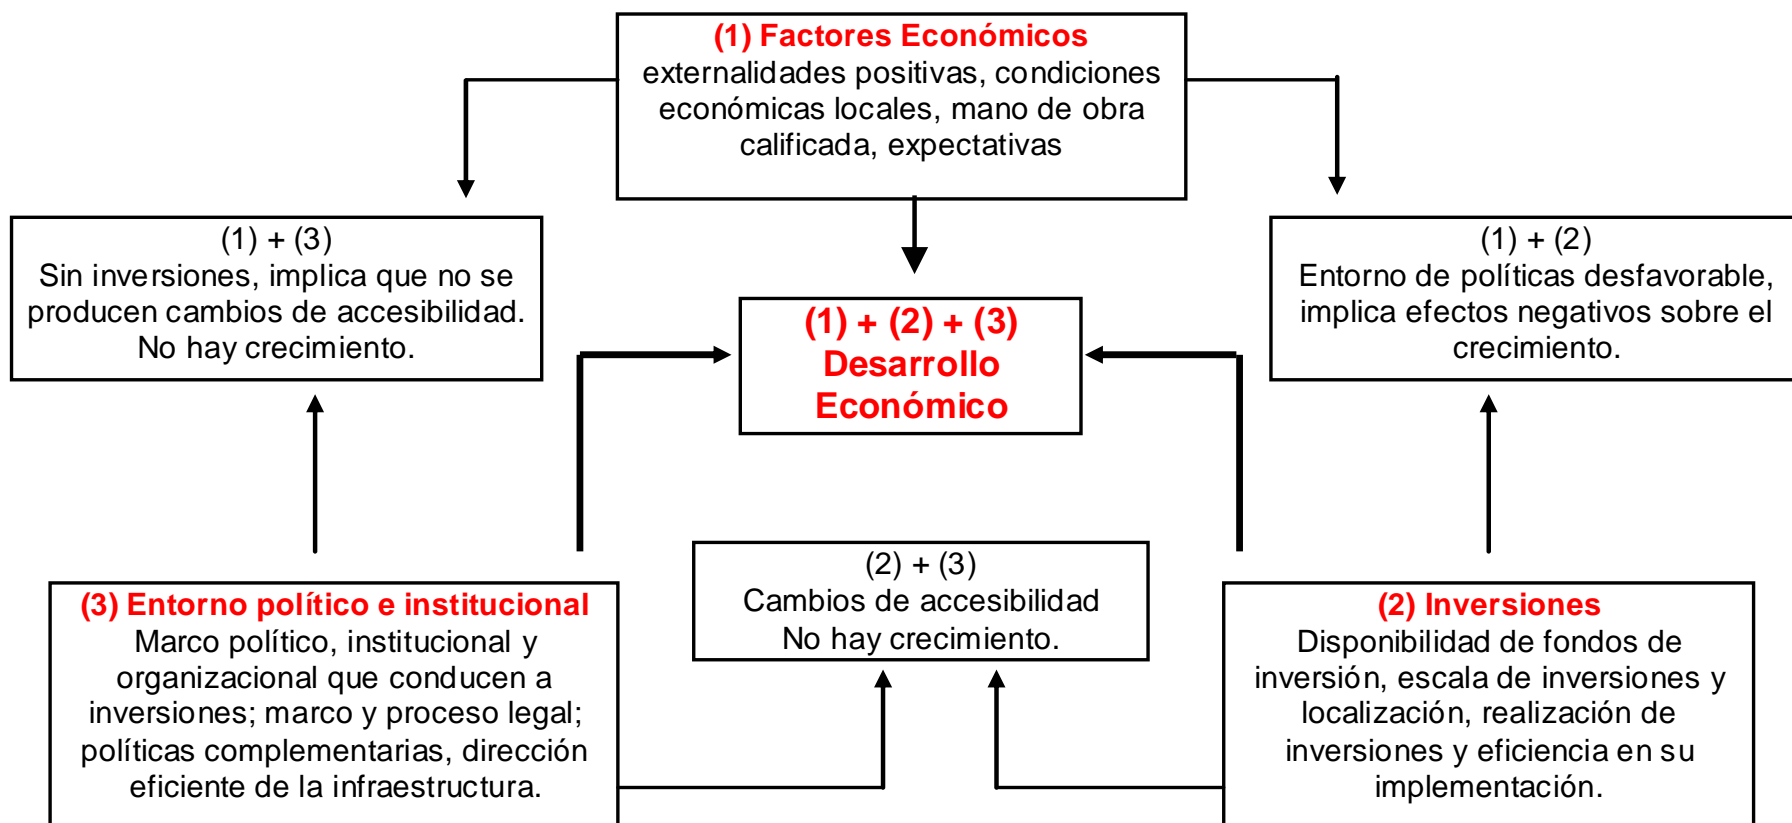 (1) Factores Económicos
externalidades positivas, condiciones
económicas locales, mano de obra
calificada, expectativas
(1) + (3)
Sin inversiones, implica que no se
producen cambios de accesibilidad.
No hay crecimiento.
(1) + (2) + (3)
Desarrollo
Económico
(1) + (2)
Entorno de políticas desfavorable,
implica efectos negativos sobre el
crecimiento.
(3) Entorno político e institucional
Marco político, institucional y
organizacional que conducen a
inversiones; marco y proceso legal;
políticas complementarias, dirección
eficiente de la infraestructura.
(2) + (3)
Cambios de accesibilidad
No hay crecimiento.
(2) Inversiones
Disponibilidad de fondos de
inversión, escala de inversiones y
localización, realización de
inversiones y eficiencia en su
implementación.